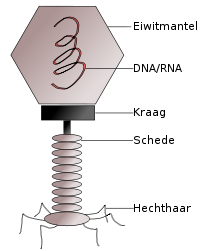 Eiwitmantel
DNA/RNA
Kraag
Schede
Hechthaar